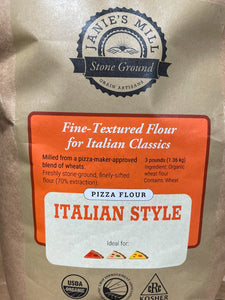 JANIE'S MILL
Stone Ground
GRAIN ARTISANS
Fine-Textured Flour
for Italian Classics
Milled from a pizza-maker-approved
blend of wheats.
Freshly stone-ground, finely-sifted
flour (70% extraction).
3 pounds (1.36 kg)
Ingredient: Organic
wheat flour
Contains: Wheat
PIZZA FLOUR
ITALIAN STYLE
Ideal for:
USDA
ORGANIC
CRC
KOSHER